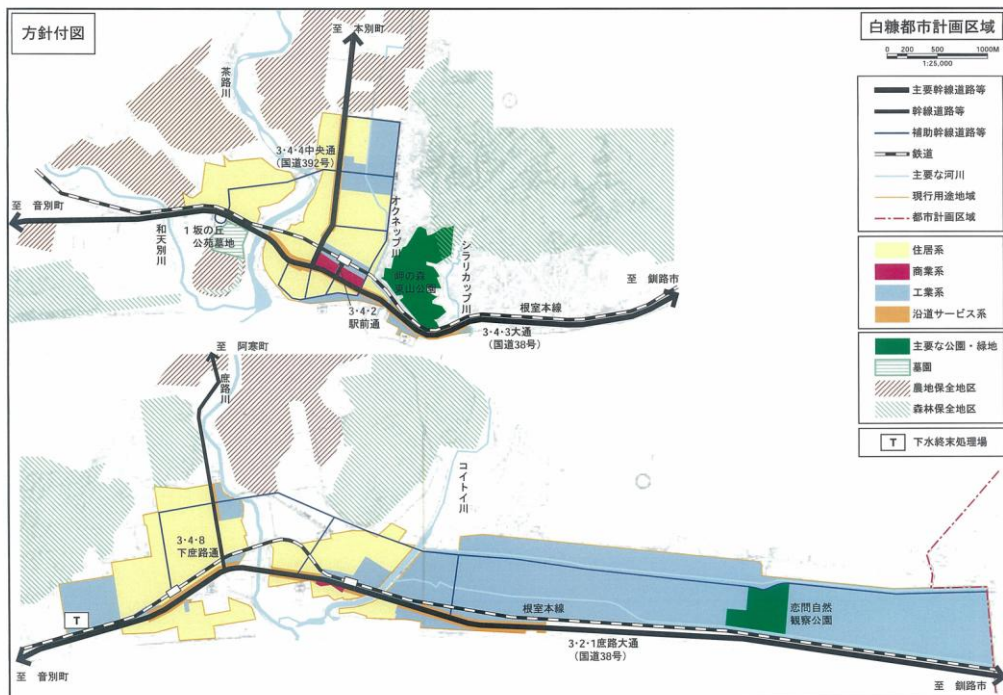 方針付図
至 本別町
白糠都市計画区域
0 200 500 1000M
1:25,000
主要幹線道路等
幹線道路等
補助幹線道路等
鉄道
主要な河川
現行用途地域
都市計画区域
住居系
商業系
工業系
沿道サービス系
主要な公園・緑地
墓園
農地保全地区
森林保全地区
T 下水終末処理場
茶路川
3・4・4中央通
(国道392号)
オクネップ川
至 音別町
和天別川
1 坂の丘
公苑墓地
岬の森
東山公園
シラリカップ川
至 釧路市
根室本線
3・4・2
駅前通
3・4・3大通
(国道38号)
至 阿寒町
庶路川
コイトイ川
3・4・8
下庶路通
T
根室本線
恋問自然
観察公園
3・2・1庶路大通
(国道38号)
至 音別町
至 釧路市